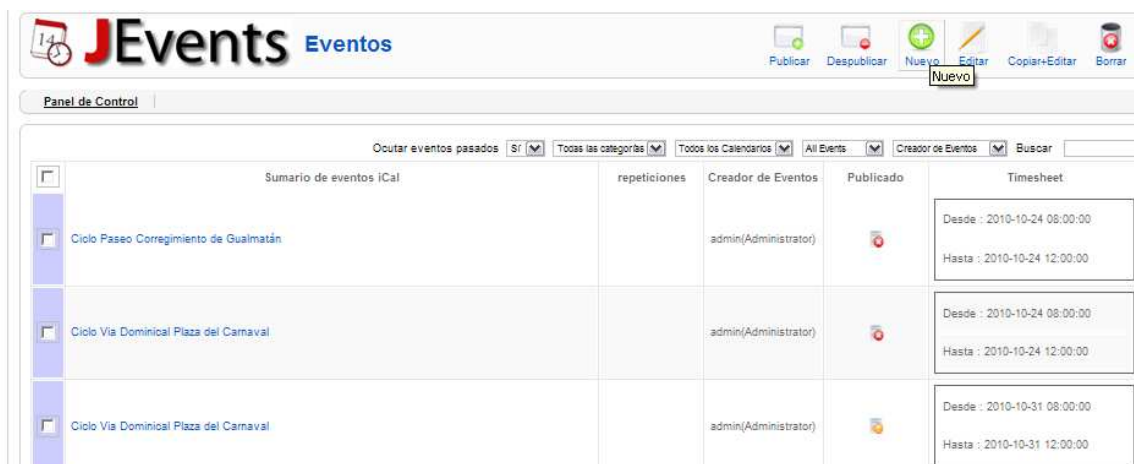 14 JEvents Eventos
Publicar Despublicar Nuevo Editar Copiar+Editar Borrar
Nuevo
Panel de Control
Ocutar eventos pasados Sí Todas las categorías Todos los Calendarios All Events Creador de Eventos Buscar
Sumario de eventos iCal repeticiones Creador de Eventos Publicado Timesheet
Ciclo Paseo Corregimiento de Gualmatán admin(Administrator) Desde : 2010-10-24 08:00:00
Hasta : 2010-10-24 12:00:00
Ciclo Via Dominical Plaza del Carnaval admin(Administrator) Desde : 2010-10-24 08:00:00
Hasta : 2010-10-24 12:00:00
Ciclo Via Dominical Plaza del Carnaval admin(Administrator) Desde : 2010-10-31 08:00:00
Hasta : 2010-10-31 12:00:00